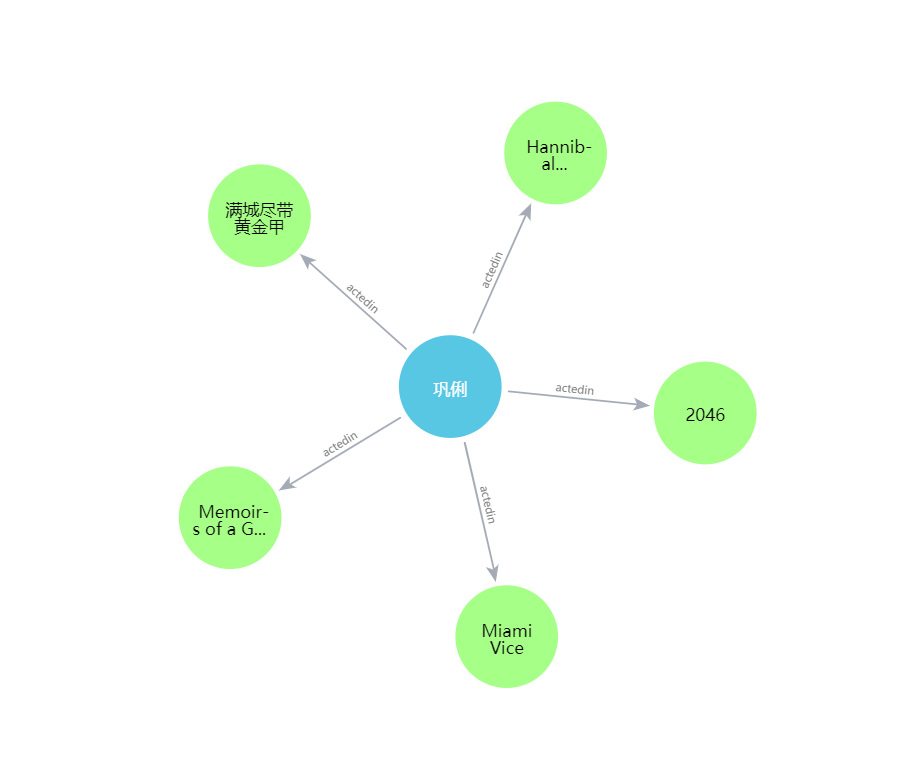 Hannib-
al...
满城尽带
黄金甲
actedin
actedin
巩俐
actedin
2046
actedin
Memoir-
s of a G...
actedin
Miami
Vice